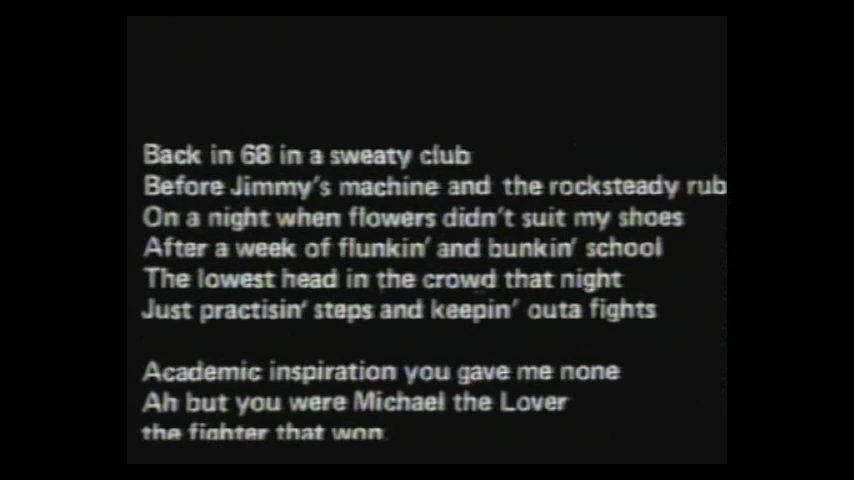 Back in 68 in a sweaty club
Before Jimmy's machine and the rocksteady rub
On a night when flowers didn't suit my shoes
After a week of flunkin' and bunkin' school
The lowest head in the crowd that night
Just practisin' steps and keepin' outa fights
Academic inspiration you gave me none
Ah but you were Michael the Lover
the fighter that won